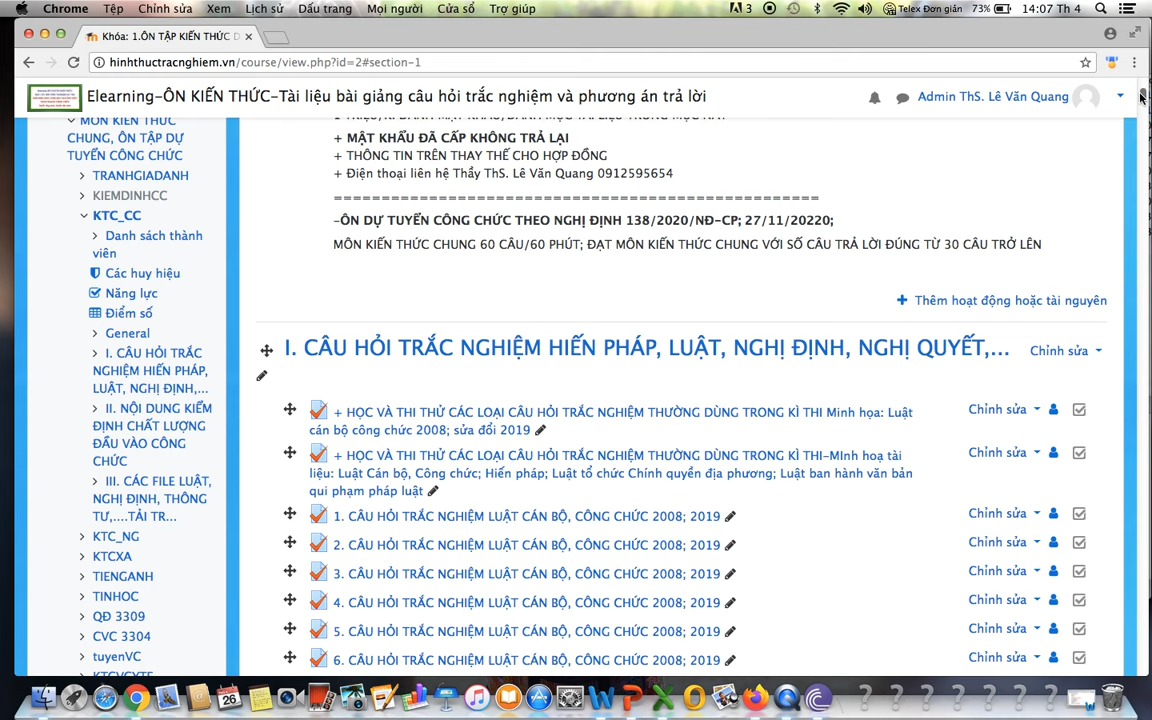 Chrome Tệp Chỉnh sửa Xem Lịch sử Dấu trang Mọi người Cửa sổ Trợ giúp 3 Telex Đơn giản 73% 14:07 Th 4
Khóa: 1.ÔN TẬP KIẾN THỨC
hinhthuctracnghiem.vn/course/view.php?id=2#section-1
Elearning-ÔN KIẾN THỨC-Tài liệu bài giảng câu hỏi trắc nghiệm và phương án trả lời
Admin ThS. Lê Văn Quang
MÔN KIẾN THỨC
CHUNG, ÔN TẬP DỰ
TUYỂN CÔNG CHỨC
TRANHGIADANH
KIEMDINHCC
KTC_CC
Danh sách thành
viên
Các huy hiệu
Năng lực
Điểm số
General
I. CÂU HỎI TRẮC
NGHIỆM HIẾN PHÁP,
LUẬT, NGHỊ ĐỊNH,...
II. NỘI DUNG KIỂM
ĐỊNH CHẤT LƯỢNG
ĐẦU VÀO CÔNG
CHỨC
III. CÁC FILE LUẬT,
NGHỊ ĐỊNH, THÔNG
TƯ,....TẢI TR...
KTC_NG
KTCXA
TIENGANH
TINHOC
QĐ 3309
CVC 3304
tuyenVC
+ MẬT KHẨU ĐÃ CẤP KHÔNG TRẢ LẠI
+ THÔNG TIN TRÊN THAY THẾ CHO HỢP ĐỒNG
+ Điện thoại liên hệ Thầy ThS. Lê Văn Quang 0912595654
=============================================================
-ÔN DỰ TUYỂN CÔNG CHỨC THEO NGHỊ ĐỊNH 138/2020/NĐ-CP; 27/11/20220;
MÔN KIẾN THỨC CHUNG 60 CÂU/60 PHÚT; ĐẠT MÔN KIẾN THỨC CHUNG VỚI SỐ CÂU TRẢ LỜI ĐÚNG TỪ 30 CÂU TRỞ LÊN
Thêm hoạt động hoặc tài nguyên
I. CÂU HỎI TRẮC NGHIỆM HIẾN PHÁP, LUẬT, NGHỊ ĐỊNH, NGHỊ QUYẾT,... Chỉnh sửa
+ HỌC VÀ THI THỬ CÁC LOẠI CÂU HỎI TRẮC NGHIỆM THƯỜNG DÙNG TRONG KÌ THI Minh họa: Luật Chỉnh sửa
cán bộ công chức 2008; sửa đổi 2019
+ HỌC VÀ THI THỬ CÁC LOẠI CÂU HỎI TRẮC NGHIỆM THƯỜNG DÙNG TRONG KÌ THI-MInh hoạ tài Chỉnh sửa
liệu: Luật Cán bộ, Công chức; Hiến pháp; Luật tổ chức Chính quyền địa phương; Luật ban hành văn bản
qui phạm pháp luật
1. CÂU HỎI TRẮC NGHIỆM LUẬT CÁN BỘ, CÔNG CHỨC 2008; 2019 Chỉnh sửa
2. CÂU HỎI TRẮC NGHIỆM LUẬT CÁN BỘ, CÔNG CHỨC 2008; 2019 Chỉnh sửa
3. CÂU HỎI TRẮC NGHIỆM LUẬT CÁN BỘ, CÔNG CHỨC 2008; 2019 Chỉnh sửa
4. CÂU HỎI TRẮC NGHIỆM LUẬT CÁN BỘ, CÔNG CHỨC 2008; 2019 Chỉnh sửa
5. CÂU HỎI TRẮC NGHIỆM LUẬT CÁN BỘ, CÔNG CHỨC 2008; 2019 Chỉnh sửa
6. CÂU HỎI TRẮC NGHIỆM LUẬT CÁN BỘ, CÔNG CHỨC 2008; 2019 Chỉnh sửa